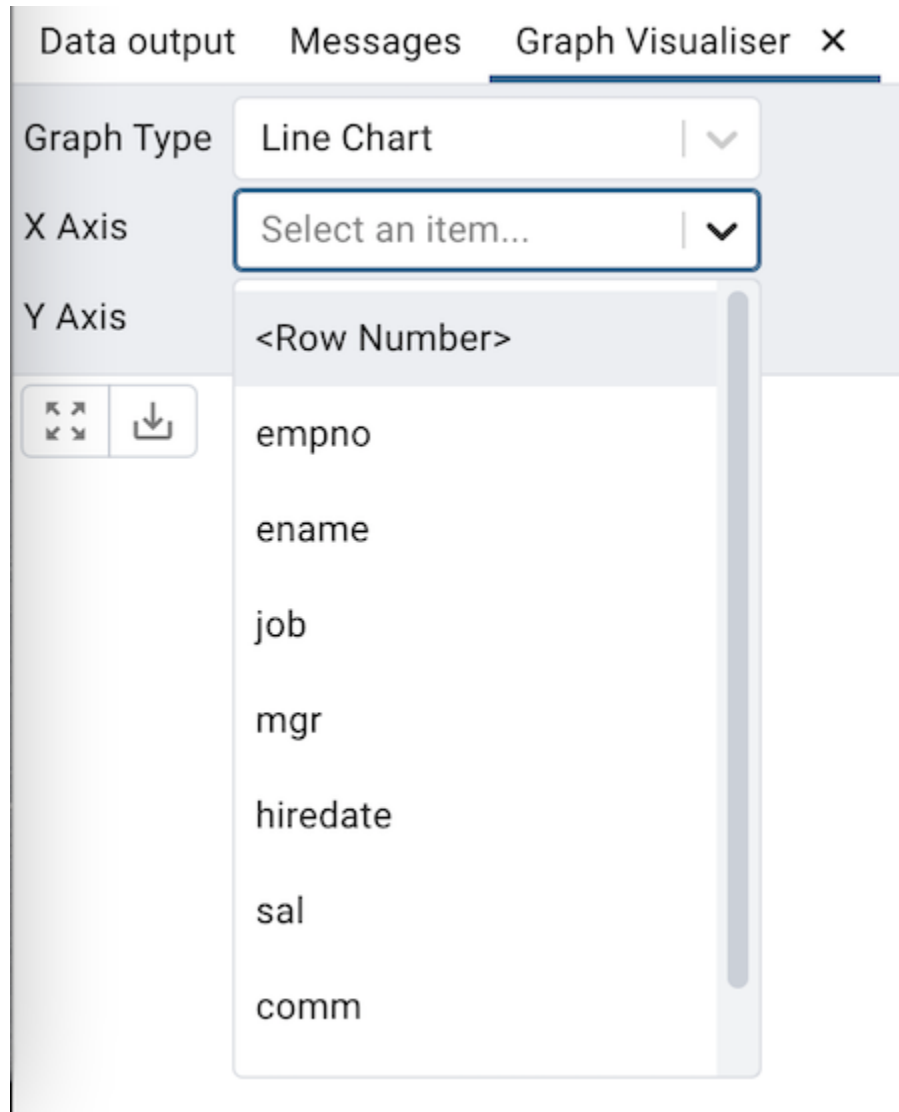 Data output Messages Graph Visualiser ×
Graph Type Line Chart
X Axis Select an item...
Y Axis
<Row Number>
empno
ename
job
mgr
hiredate
sal
comm